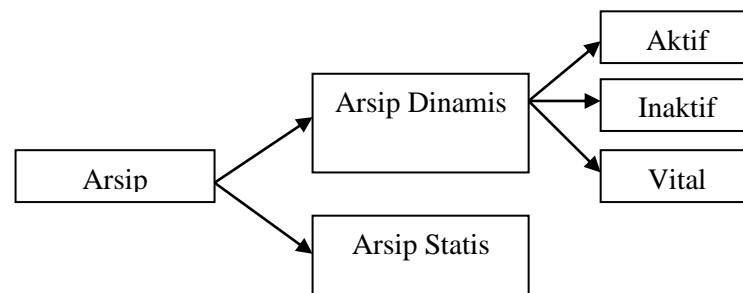 Aktif
Arsip Dinamis
Inaktif
Arsip
Vital
Arsip Statis